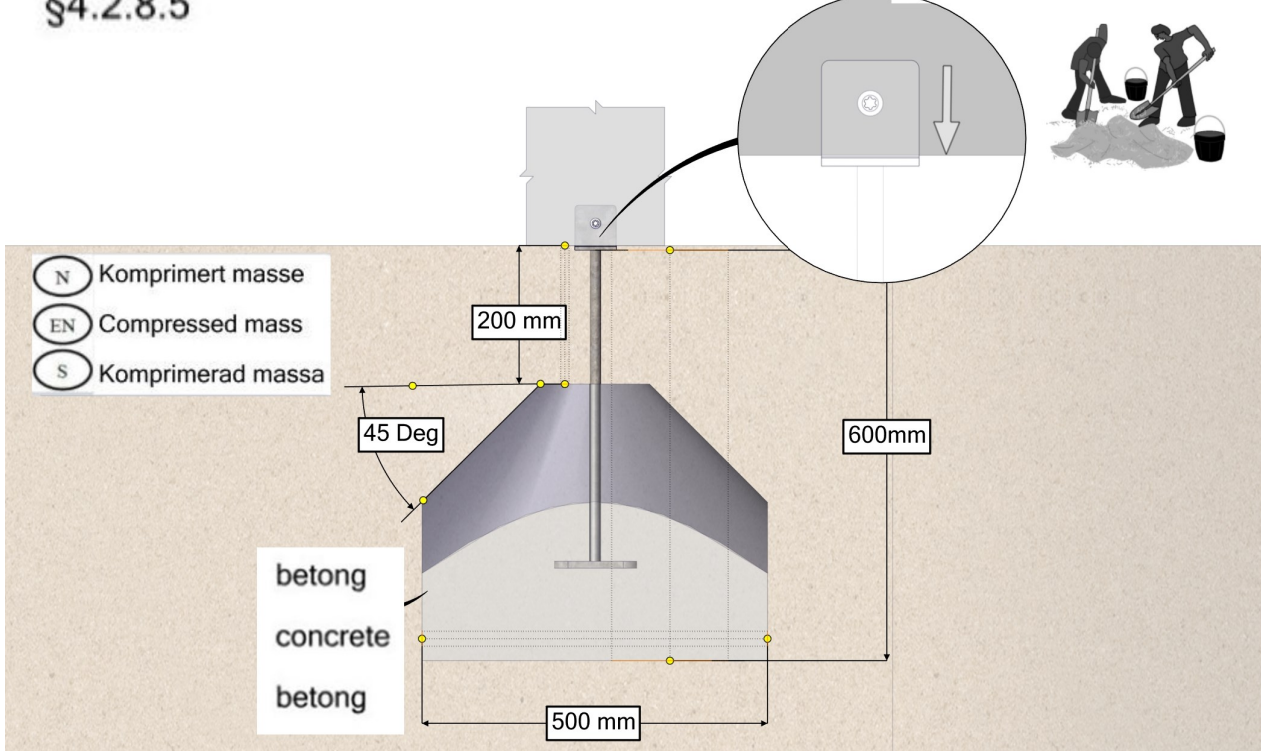 §4.2.8.5
N Komprimert masse
EN Compressed mass
S Komprimerad massa
200 mm
45 Deg
600mm
betong
concrete
betong
500 mm